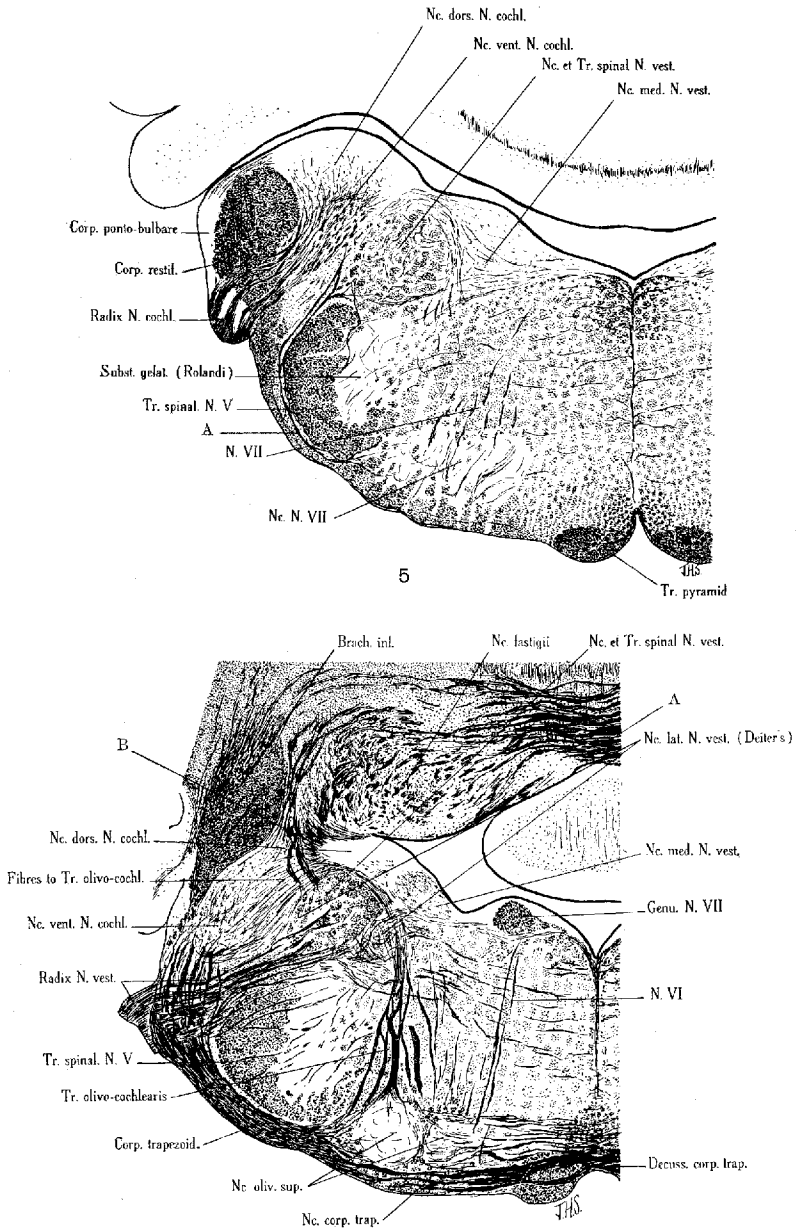 Nc. dors. N. cochl.
Nc. vent. N. cochl.
Nc. et Tr. spinal N. vest.
Nc. med. N. vest.
Corp. ponto-bulbare
Corp. restif.
Radix N. cochl.
Subst. gelat. (Rolandi)
Tr. spinal. N. V
A
N. VII
Nc. N. VII
J.H.S.
Tr. pyramid
5
Brach. inf.
Nc. fastigii
Nc. et Tr. spinal N. vest.
A
Nc. lat. N. vest. (Deiter's)
B
Nc. dors. N. cochl.
Nc. med. N. vest.
Fibres to Tr. olivo-cochl.
Genu. N. VII
Nc. vent. N. cochl.
Radix N. vest.
N. VI
Tr. spinal. N. V
Tr. olivo-cochlearis
Corp. trapezoid.
Decuss. corp. trap.
Nc. oliv. sup.
Nc. corp. trap.
J.H.S.